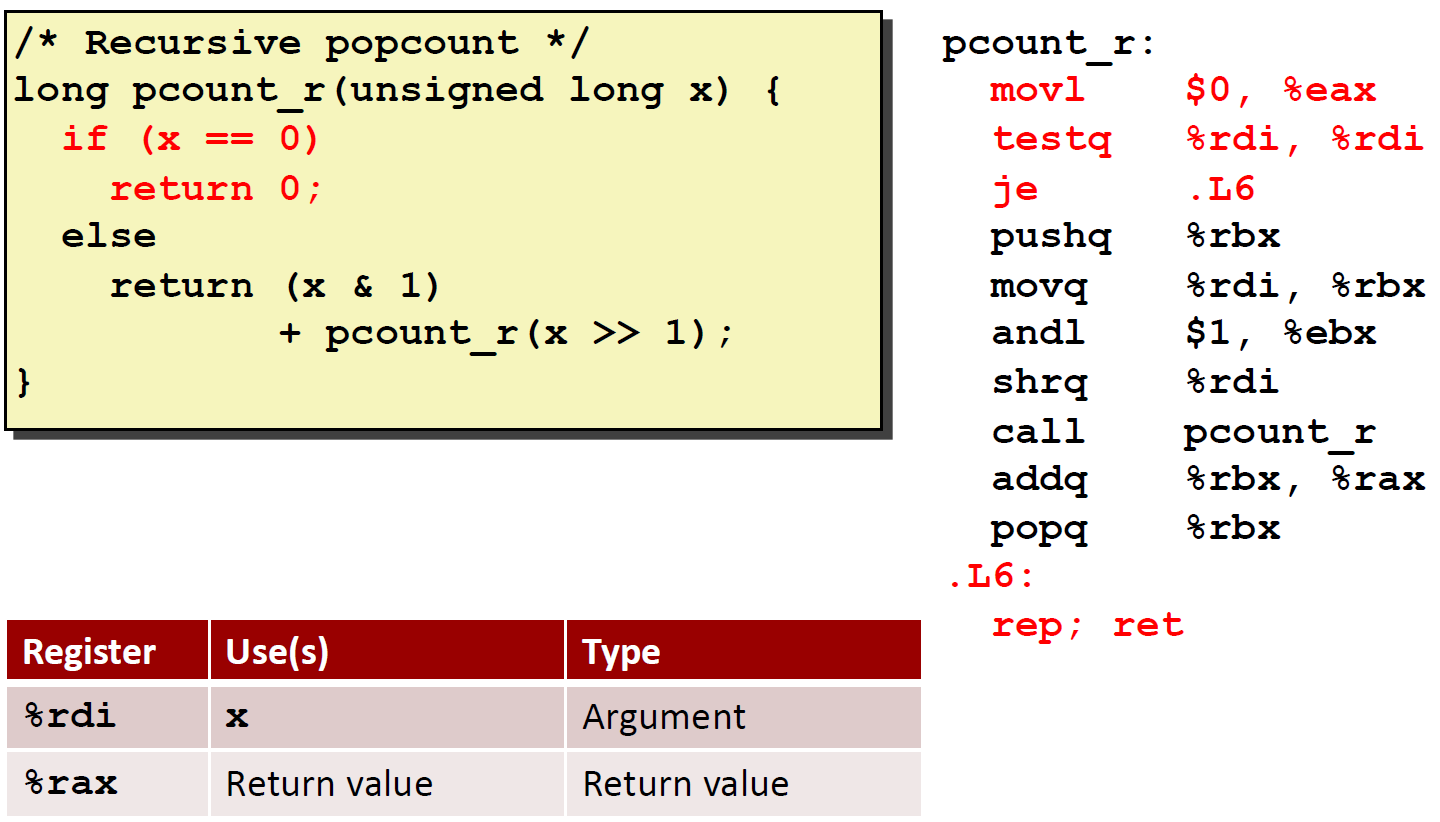 /* Recursive popcount */
long pcount_r(unsigned long x) {
  if (x == 0)
    return 0;
  else
    return (x & 1)
           + pcount_r(x >> 1);
}
pcount_r:
  movl    $0, %eax
  testq   %rdi, %rdi
  je      .L6
  pushq   %rbx
  movq    %rdi, %rbx
  andl    $1, %ebx
  shrq    %rdi
  call    pcount_r
  addq    %rbx, %rax
  popq    %rbx
.L6:
  rep; ret
Register Use(s) Type
%rdi x Argument
%rax Return value Return value